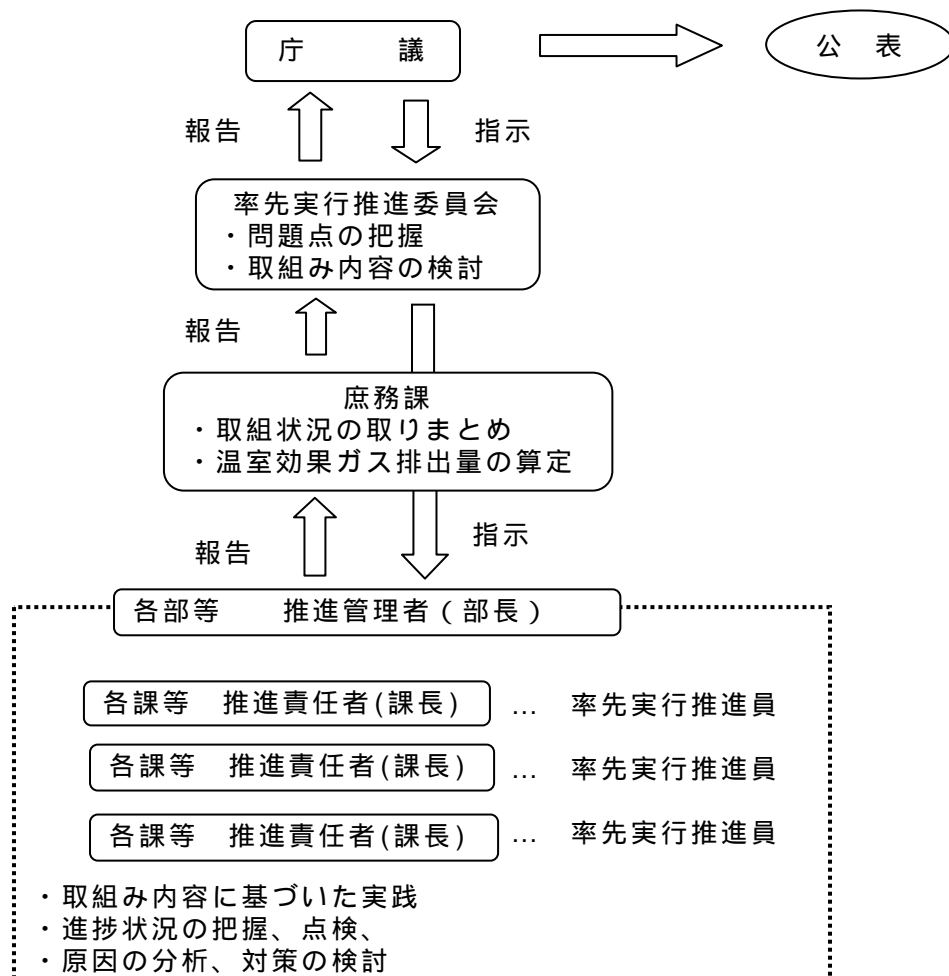 庁　　議
公　表
報告
指示
率先実行推進委員会
・問題点の把握
・取組み内容の検討
報告
庶務課
・取組状況の取りまとめ
・温室効果ガス排出量の算定
報告
指示
各部等　　推進管理者（部長）
各課等　推進責任者(課長)　…　率先実行推進員
各課等　推進責任者(課長)　…　率先実行推進員
各課等　推進責任者(課長)　…　率先実行推進員
・取組み内容に基づいた実践
・進捗状況の把握、点検、
・原因の分析、対策の検討